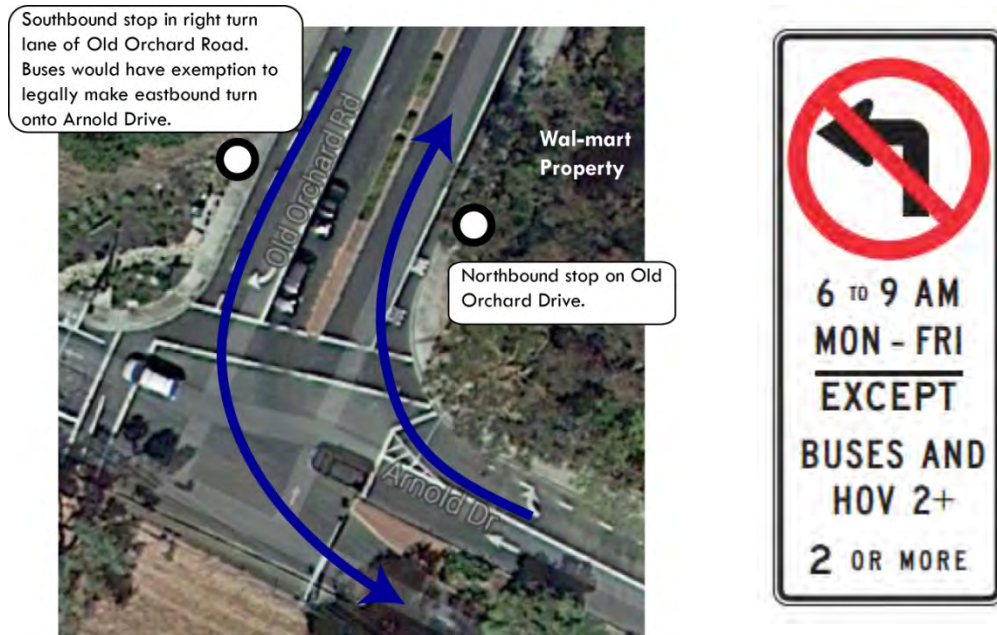 Southbound stop in right turn
lane of Old Orchard Road.
Buses would have exemption to
legally make eastbound turn
onto Arnold Drive.
Old Orchard Rd
Wal-mart
Property
Northbound stop on Old
Orchard Drive.
Arnold Dr
6 TO 9 AM
MON - FRI
EXCEPT
BUSES AND
HOV 2+
2 OR MORE